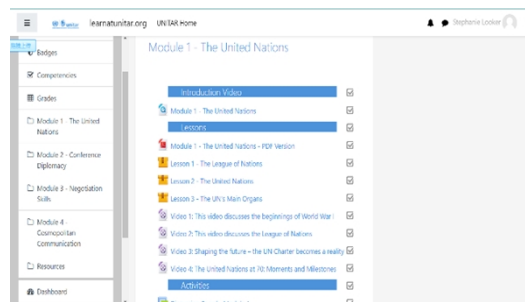 learnatunitar.org UNITAR Home
Stephanie Looker
Badges
Competencies
Grades
Module 1 - The United
Nations
Module 2 - Conference
Diplomacy
Module 3 - Negotiation
Skills
Module 4 -
Cosmopolitan
Communication
Resources
Dashboard
Module 1 - The United Nations
Introduction Video
Module 1 - The United Nations
Lessons
Module 1 - The United Nations - PDF Version
Lesson 1 - The League of Nations
Lesson 2 - The United Nations
Lesson 3 - The UN's Main Organs
Video 1: This video discusses the beginnings of World War I
Video 2: This video discusses the League of Nations
Video 3: Shaping the future – the UN Charter becomes a reality
Video 4: The United Nations at 70: Moments and Milestones
Activities